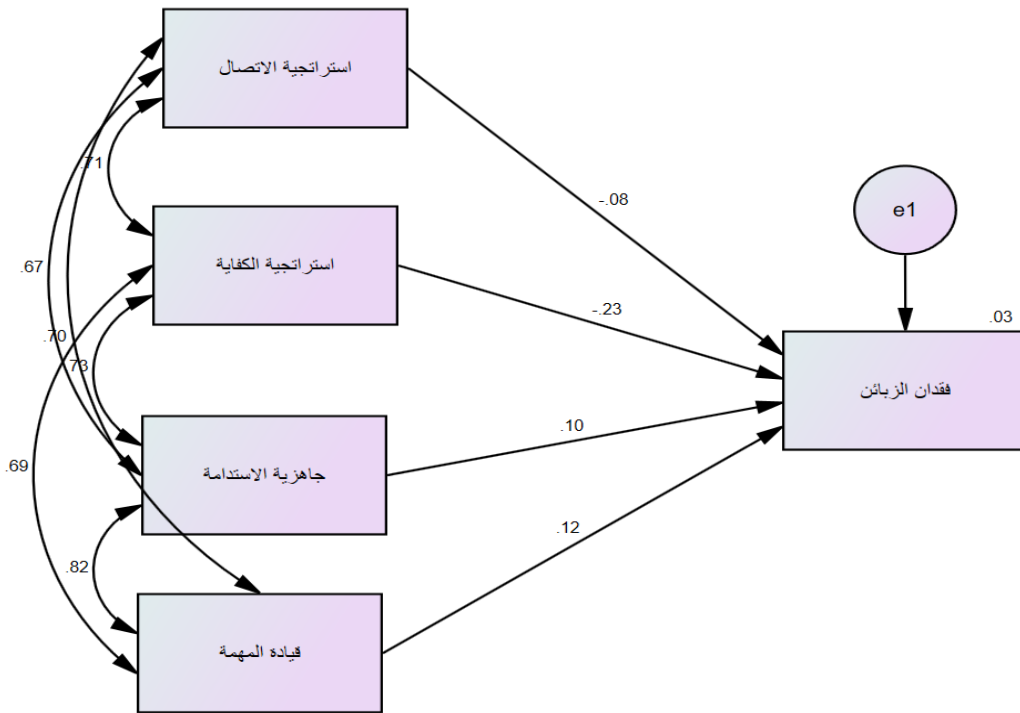 استراتجية الاتصال
.71
-.08
e1
استراتجية الكفاية
.67
-.23
.03
.70
.73
فقدان الزبائن
.10
جاهزية الاستدامة
.69
.12
.82
قيادة المهمة